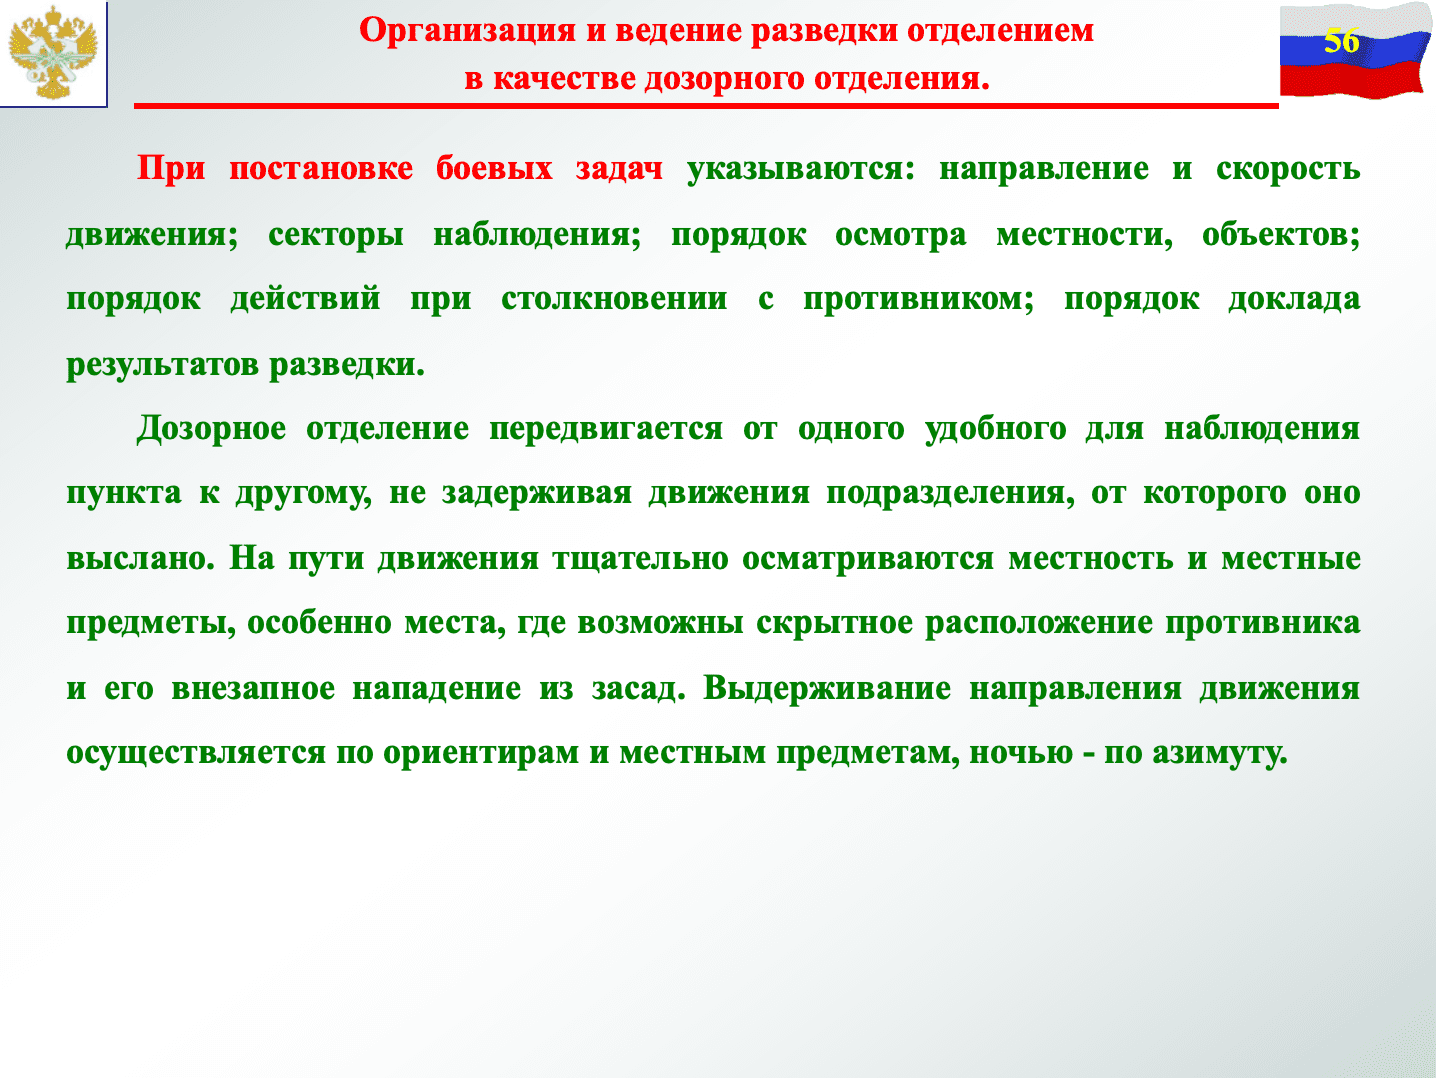 Организация и ведение разведки отделением
в качестве дозорного отделения.
56
При постановке боевых задач указываются: направление и скорость
движения; секторы наблюдения; порядок осмотра местности, объектов;
порядок действий при столкновении с противником; порядок доклада
результатов разведки.
Дозорное отделение передвигается от одного удобного для наблюдения
пункта к другому, не задерживая движения подразделения, от которого оно
выслано. На пути движения тщательно осматриваются местность и местные
предметы, особенно места, где возможны скрытное расположение противника
и его внезапное нападение из засад. Выдерживание направления движения
осуществляется по ориентирам и местным предметам, ночью - по азимуту.